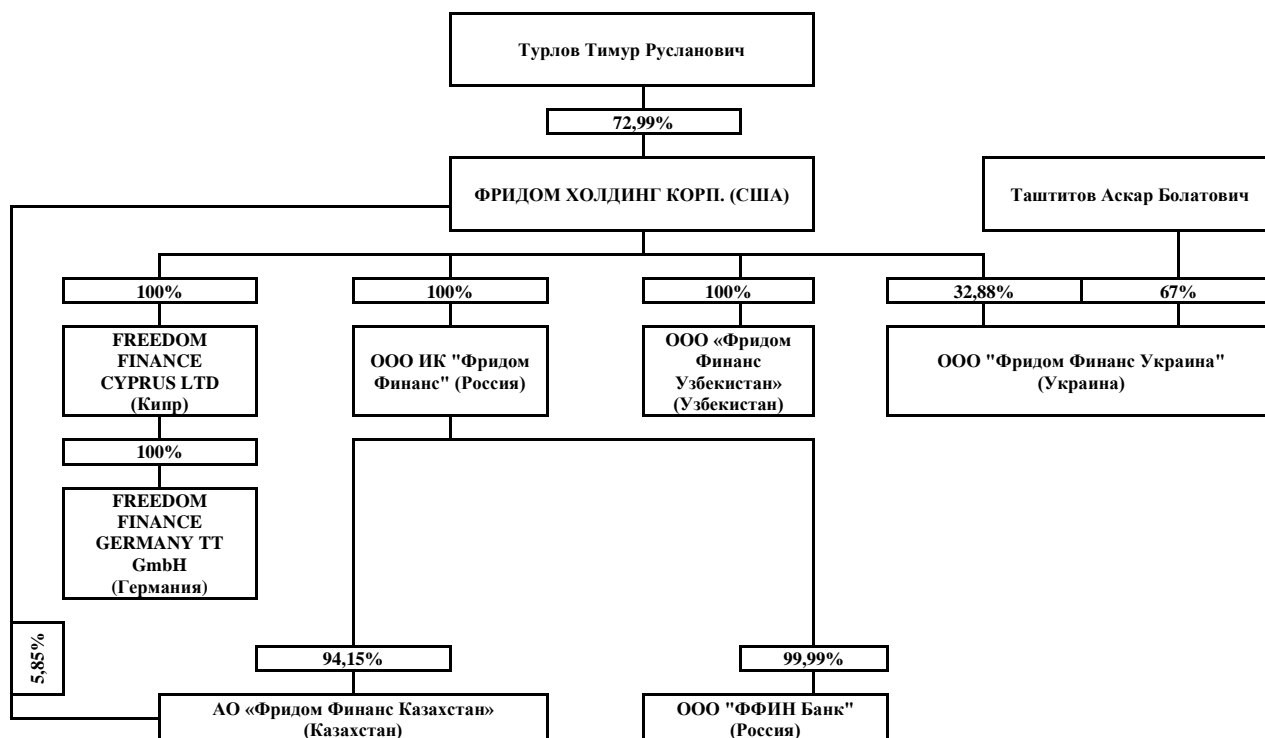 Турлов Тимур Русланович
72,99%
ФРИДОМ ХОЛДИНГ КОРП. (США)
Таштитов Аскар Болатович
100%
100%
100%
32,88%
67%
FREEDOM
FINANCE
CYPRUS LTD
(Кипр)
ООО ИК "Фридом
Финанс" (Россия)
ООО «Фридом
Финанс
Узбекистан»
(Узбекистан)
ООО "Фридом Финанс Украина"
(Украина)
100%
FREEDOM
FINANCE
GERMANY TT
GmbH
(Германия)
5,85%
94,15%
99,99%
АО «Фридом Финанс Казахстан»
(Казахстан)
ООО "ФФИН Банк"
(Россия)